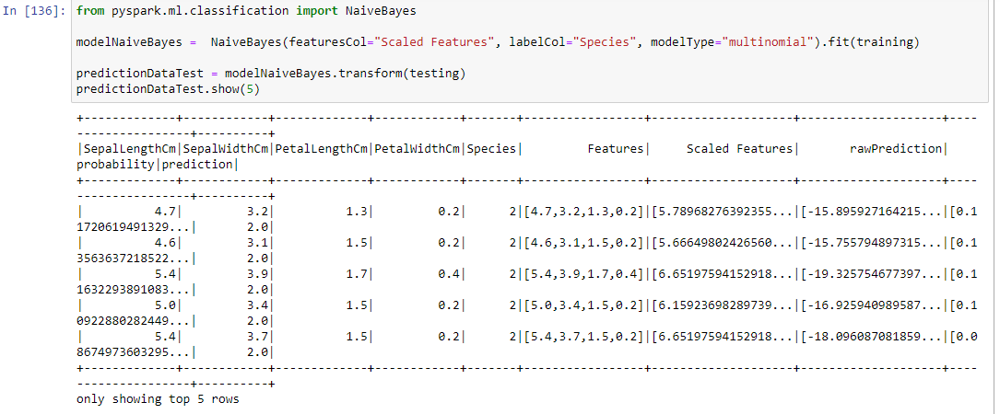 In [136]: from pyspark.ml.classification import NaiveBayes
modelNaiveBayes =  NaiveBayes(featuresCol="Scaled Features", labelCol="Species", modelType="multinomial").fit(training)
predictionDataTest = modelNaiveBayes.transform(testing)
predictionDataTest.show(5)
+-------------+------------+-------------+------------+-------+-----------------+--------------------+--------------------+----
----------------+----------+
|SepalLengthCm|SepalWidthCm|PetalLengthCm|PetalWidthCm|Species|         Features|     Scaled Features|       rawPrediction|
probability|prediction|
+-------------+------------+-------------+------------+-------+-----------------+--------------------+--------------------+----
----------------+----------+
|          4.7|         3.2|          1.3|         0.2|      2|[4.7,3.2,1.3,0.2]|[5.78968276392355...|[-15.895927164215...|[0.1
1720619491329...|       2.0|
|          4.6|         3.1|          1.5|         0.2|      2|[4.6,3.1,1.5,0.2]|[5.66649802426560...|[-15.755794897315...|[0.1
3563637218522...|       2.0|
|          5.4|         3.9|          1.7|         0.4|      2|[5.4,3.9,1.7,0.4]|[6.65197594152918...|[-19.325754677397...|[0.1
1632293891083...|       2.0|
|          5.0|         3.4|          1.5|         0.2|      2|[5.0,3.4,1.5,0.2]|[6.15923698289739...|[-16.925940989587...|[0.1
0922880282449...|       2.0|
|          5.4|         3.7|          1.5|         0.2|      2|[5.4,3.7,1.5,0.2]|[6.65197594152918...|[-18.096087081859...|[0.0
8674973603295...|       2.0|
+-------------+------------+-------------+------------+-------+-----------------+--------------------+--------------------+----
----------------+----------+
only showing top 5 rows